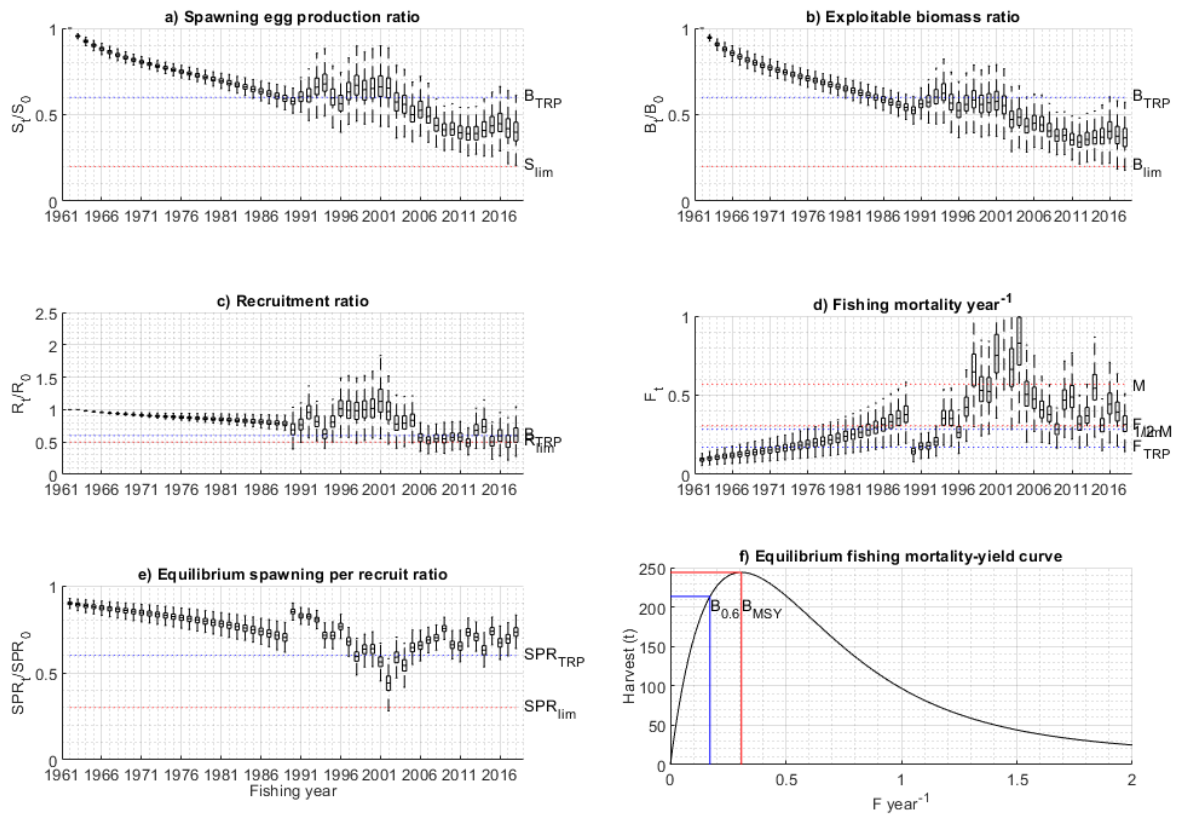 a) Spawning egg production ratio
1
0.5
0
S_t/S_0
B_TRP
S_lim
1961 1966 1971 1976 1981 1986 1991 1996 2001 2006 2011 2016
b) Exploitable biomass ratio
1
0.5
0
B_t/B_0
B_TRP
B_lim
1961 1966 1971 1976 1981 1986 1991 1996 2001 2006 2011 2016
c) Recruitment ratio
2.5
2
1.5
1
0.5
0
R_t/R_0
R_TRP
lim
1961 1966 1971 1976 1981 1986 1991 1996 2001 2006 2011 2016
d) Fishing mortality year^-1
1
0.5
0
F_t
M
F_lim
1/2 M
F_TRP
1961 1966 1971 1976 1981 1986 1991 1996 2001 2006 2011 2016
e) Equilibrium spawning per recruit ratio
1
0.5
0
SPR_t/SPR_0
SPR_TRP
SPR_lim
1961 1966 1971 1976 1981 1986 1991 1996 2001 2006 2011 2016
Fishing year
f) Equilibrium fishing mortality-yield curve
250
200
150
100
50
0
Harvest (t)
B_0.6 B_MSY
0 0.5 1 1.5 2
F year^-1